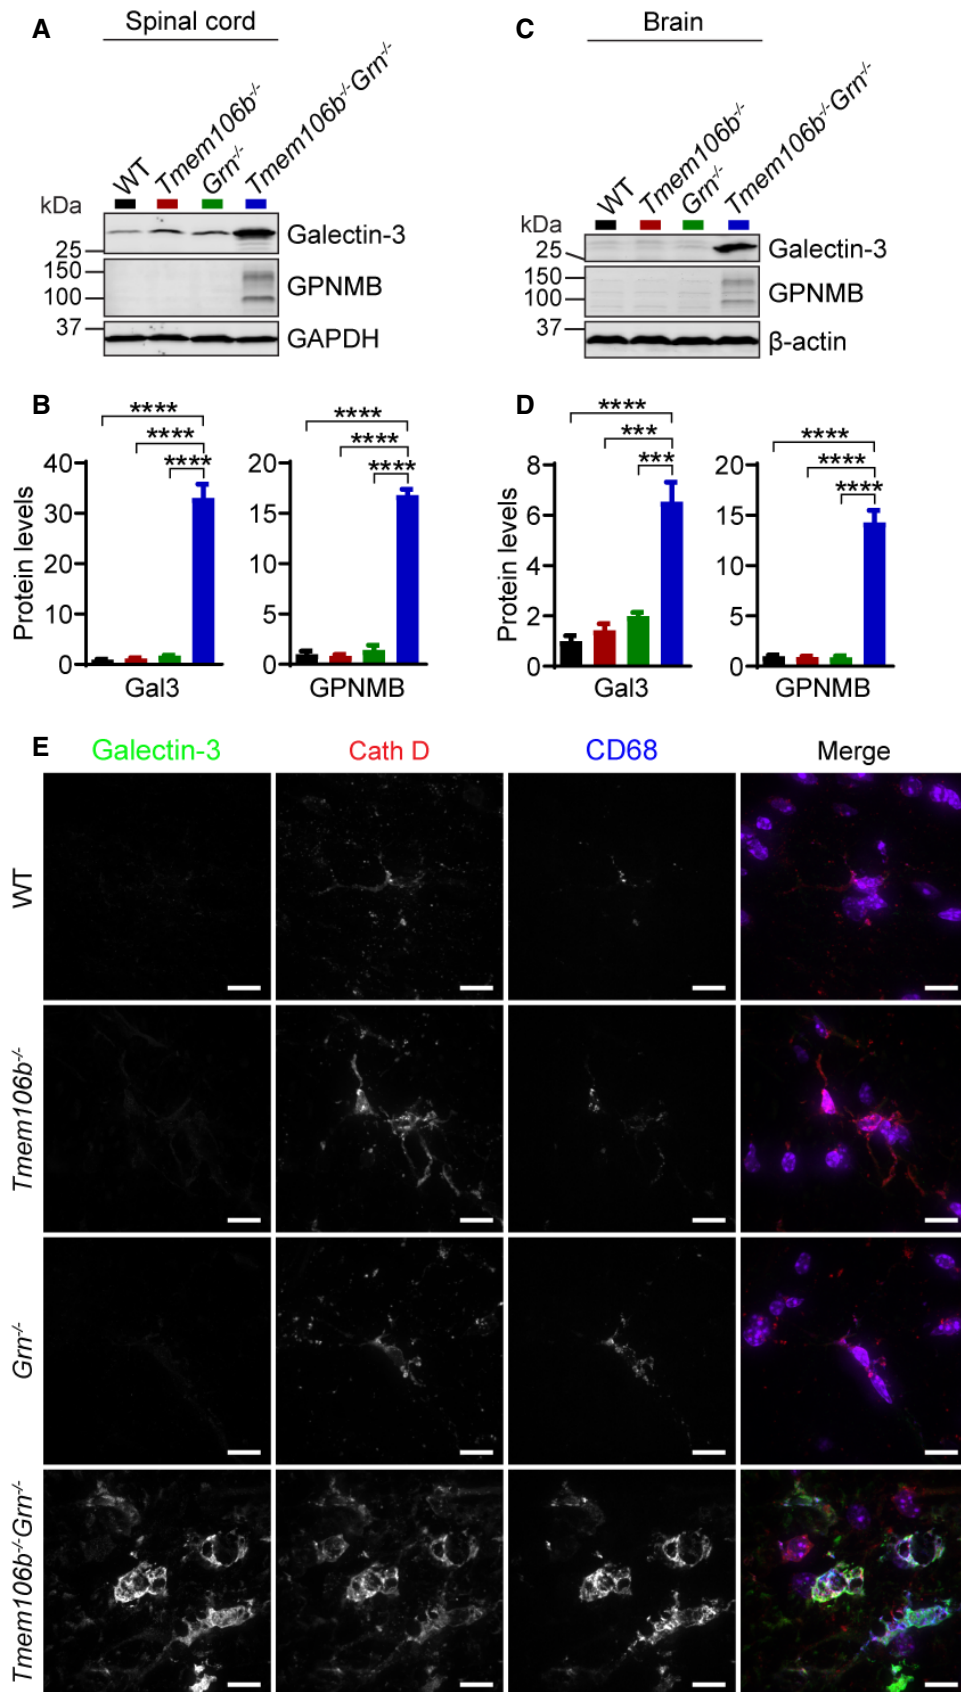 A
Spinal cord
WT
Tmem106b-/-
Grn-/-
Tmem106b-/-Grn-/-
kDa
Galectin-3
25
150
GPNMB
100
37
GAPDH
C
Brain
WT
Tmem106b-/-
Grn-/-
Tmem106b-/-Grn-/-
kDa
Galectin-3
25
150
GPNMB
100
37
β-actin
B
Protein levels
40
30
20
10
0
****
****
****
Gal3
20
15
10
5
0
****
****
****
GPNMB
D
Protein levels
8
6
4
2
0
****
***
***
Gal3
20
15
10
5
0
****
****
****
GPNMB
E
Galectin-3 Cath D CD68 Merge
WT
Tmem106b-/-
Grn-/-
Tmem106b-/-Grn-/-